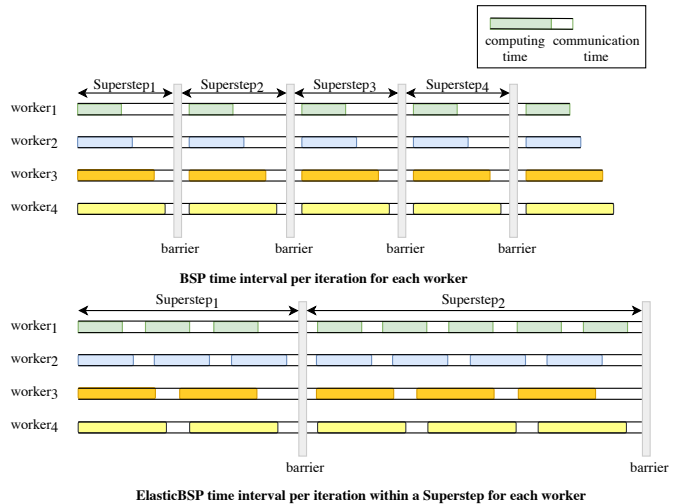 computing communication
time time
Superstep1 Superstep2 Superstep3 Superstep4
worker1
worker2
worker3
worker4
barrier barrier barrier barrier
BSP time interval per iteration for each worker
Superstep1 Superstep2
worker1
worker2
worker3
worker4
barrier barrier
ElasticBSP time interval per iteration within a Superstep for each worker